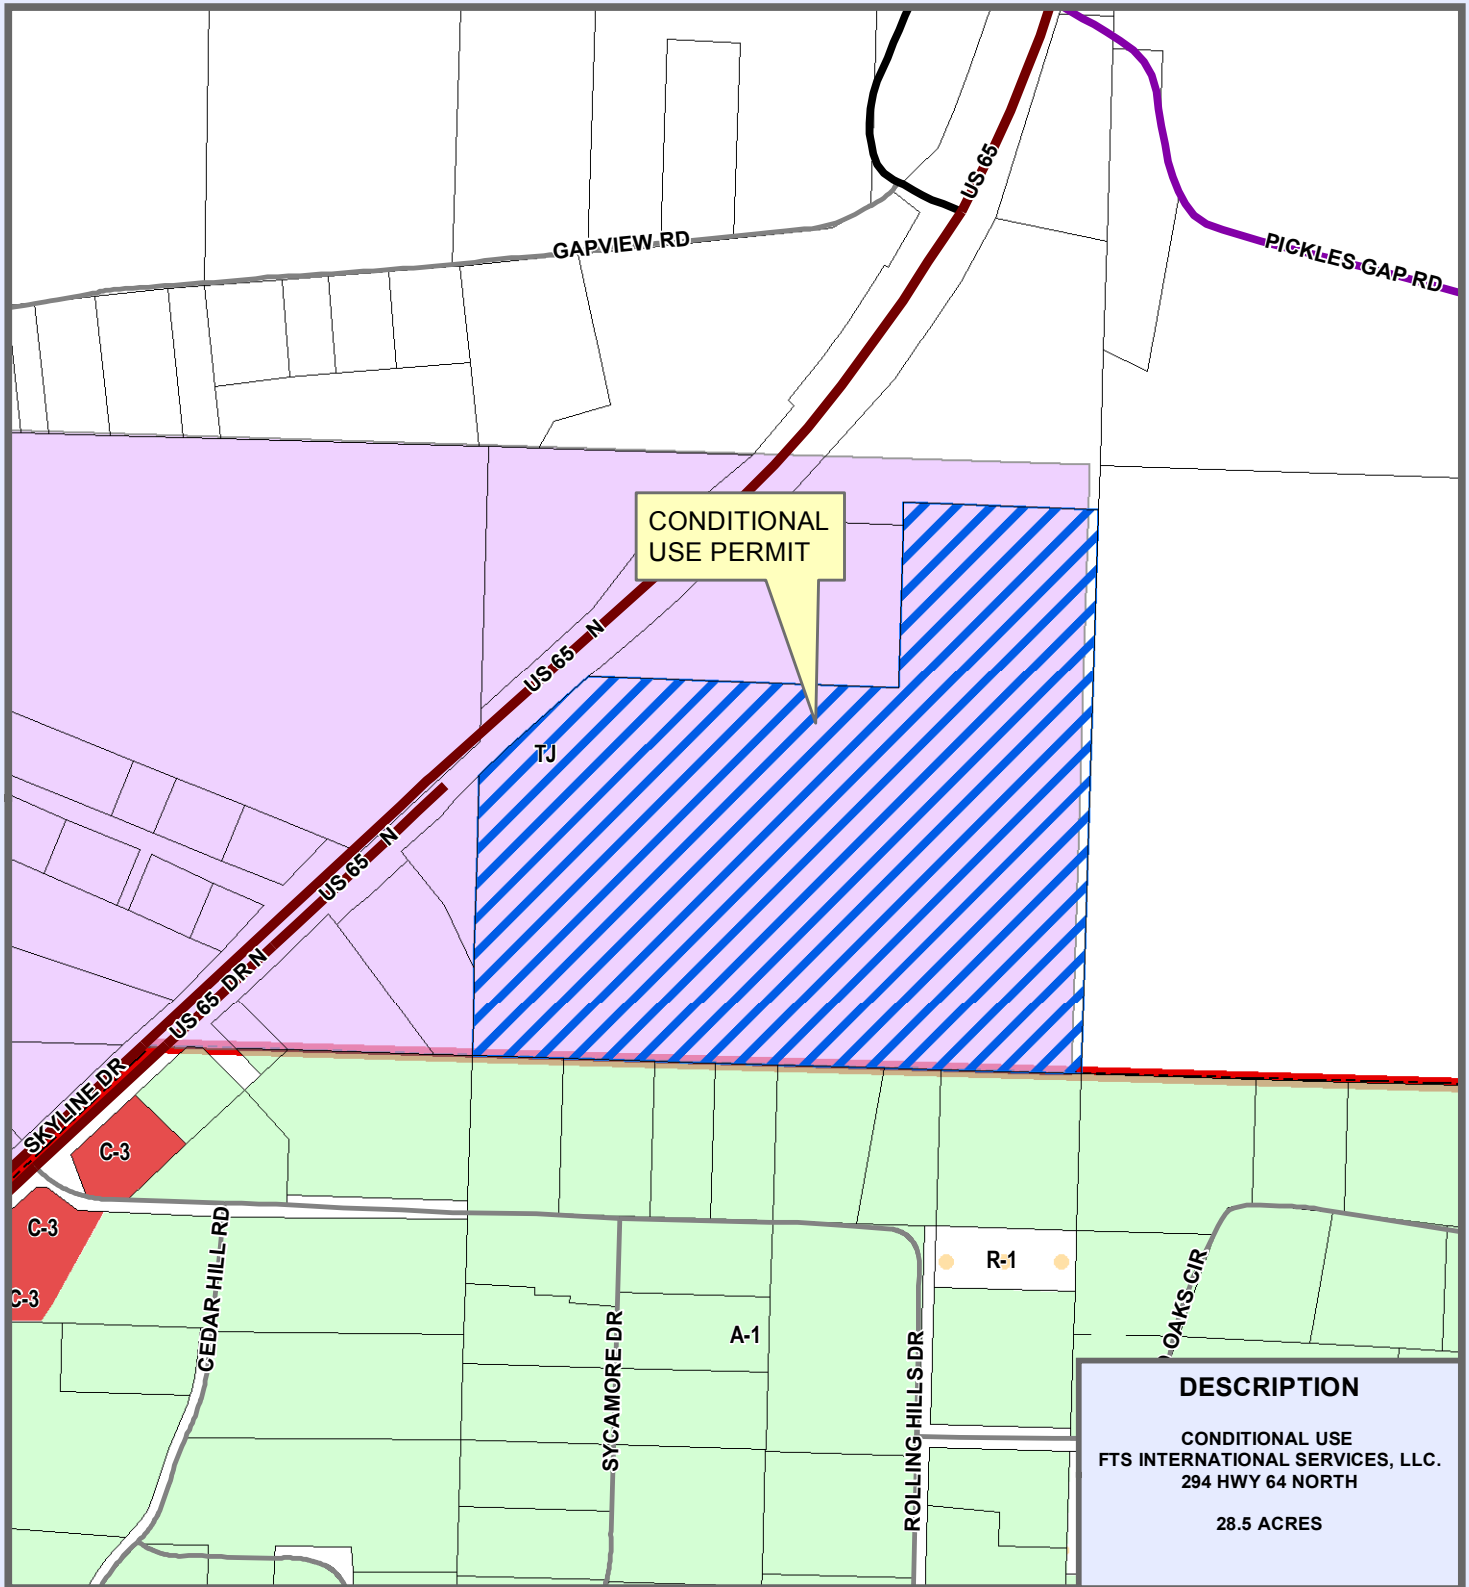 US 65
GAPVIEW RD
PICKLES GAP RD
CONDITIONAL
USE PERMIT
US 65 N
TJ
US 65 N
US 65 DR N
SKYLINE DR
C-3
C-3
C-3
CEDAR HILL RD
SYCAMORE DR
A-1
ROLLING HILLS DR
R-1
OAKS CIR
DESCRIPTION
CONDITIONAL USE
FTS INTERNATIONAL SERVICES, LLC.
294 HWY 64 NORTH
28.5 ACRES